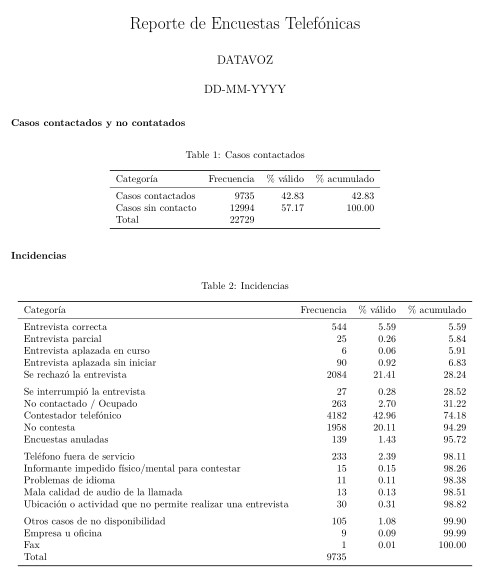 Reporte de Encuestas Telefónicas
DATAVOZ
DD-MM-YYYY
Casos contactados y no contatados
Table 1: Casos contactados
Categoría Frecuencia % válido % acumulado
Casos contactados 9735 42.83 42.83
Casos sin contacto 12994 57.17 100.00
Total 22729
Incidencias
Table 2: Incidencias
Categoría Frecuencia % válido % acumulado
Entrevista correcta 544 5.59 5.59
Entrevista parcial 25 0.26 5.84
Entrevista aplazada en curso 6 0.06 5.91
Entrevista aplazada sin iniciar 90 0.92 6.83
Se rechazó la entrevista 2084 21.41 28.24
Se interrumpió la entrevista 27 0.28 28.52
No contactado / Ocupado 263 2.70 31.22
Contestador telefónico 4182 42.96 74.18
No contesta 1958 20.11 94.29
Encuestas anuladas 139 1.43 95.72
Teléfono fuera de servicio 233 2.39 98.11
Informante impedido físico/mental para contestar 15 0.15 98.26
Problemas de idioma 11 0.11 98.38
Mala calidad de audio de la llamada 13 0.13 98.51
Ubicación o actividad que no permite realizar una entrevista 30 0.31 98.82
Otros casos de no disponibilidad 105 1.08 99.90
Empresa u oficina 9 0.09 99.99
Fax 1 0.01 100.00
Total 9735